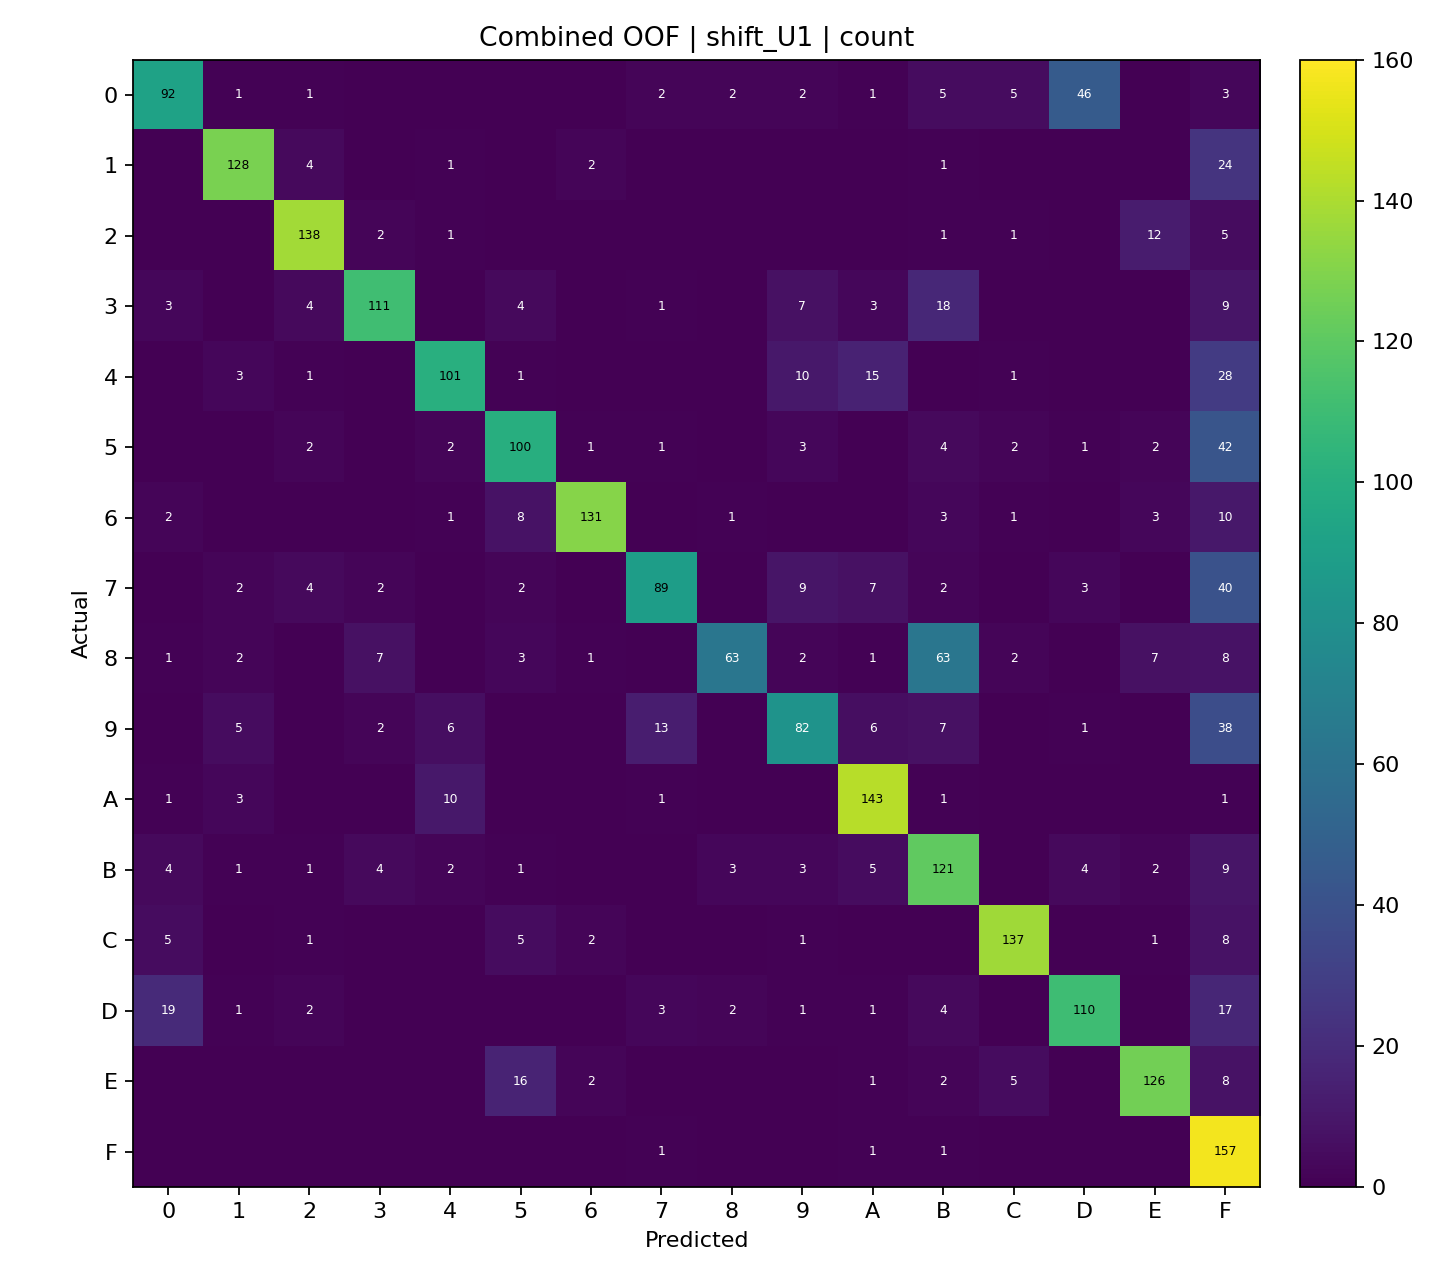 Combined OOF | shift_U1 | count
0 92 1 1 2 2 2 1 5 5 46 3
1 128 4 1 2 1 24
2 138 2 1 1 1 12 5
3 3 4 111 4 1 7 3 18 9
4 3 1 101 1 10 15 1 28
5 2 2 100 1 1 3 4 2 1 2 42
6 2 1 8 131 1 3 1 3 10
7 2 4 2 2 89 9 7 2 3 40
8 1 2 7 3 1 63 2 1 63 2 7 8
9 5 2 6 13 82 6 7 1 38
A 1 3 10 1 143 1 1
B 4 1 1 4 2 1 3 3 5 121 4 2 9
C 5 1 5 2 1 137 1 8
D 19 1 2 3 2 1 1 4 110 17
E 16 2 1 2 5 126 8
F 1 1 1 157
0 1 2 3 4 5 6 7 8 9 A B C D E F
Predicted
Actual
160
140
120
100
80
60
40
20
0